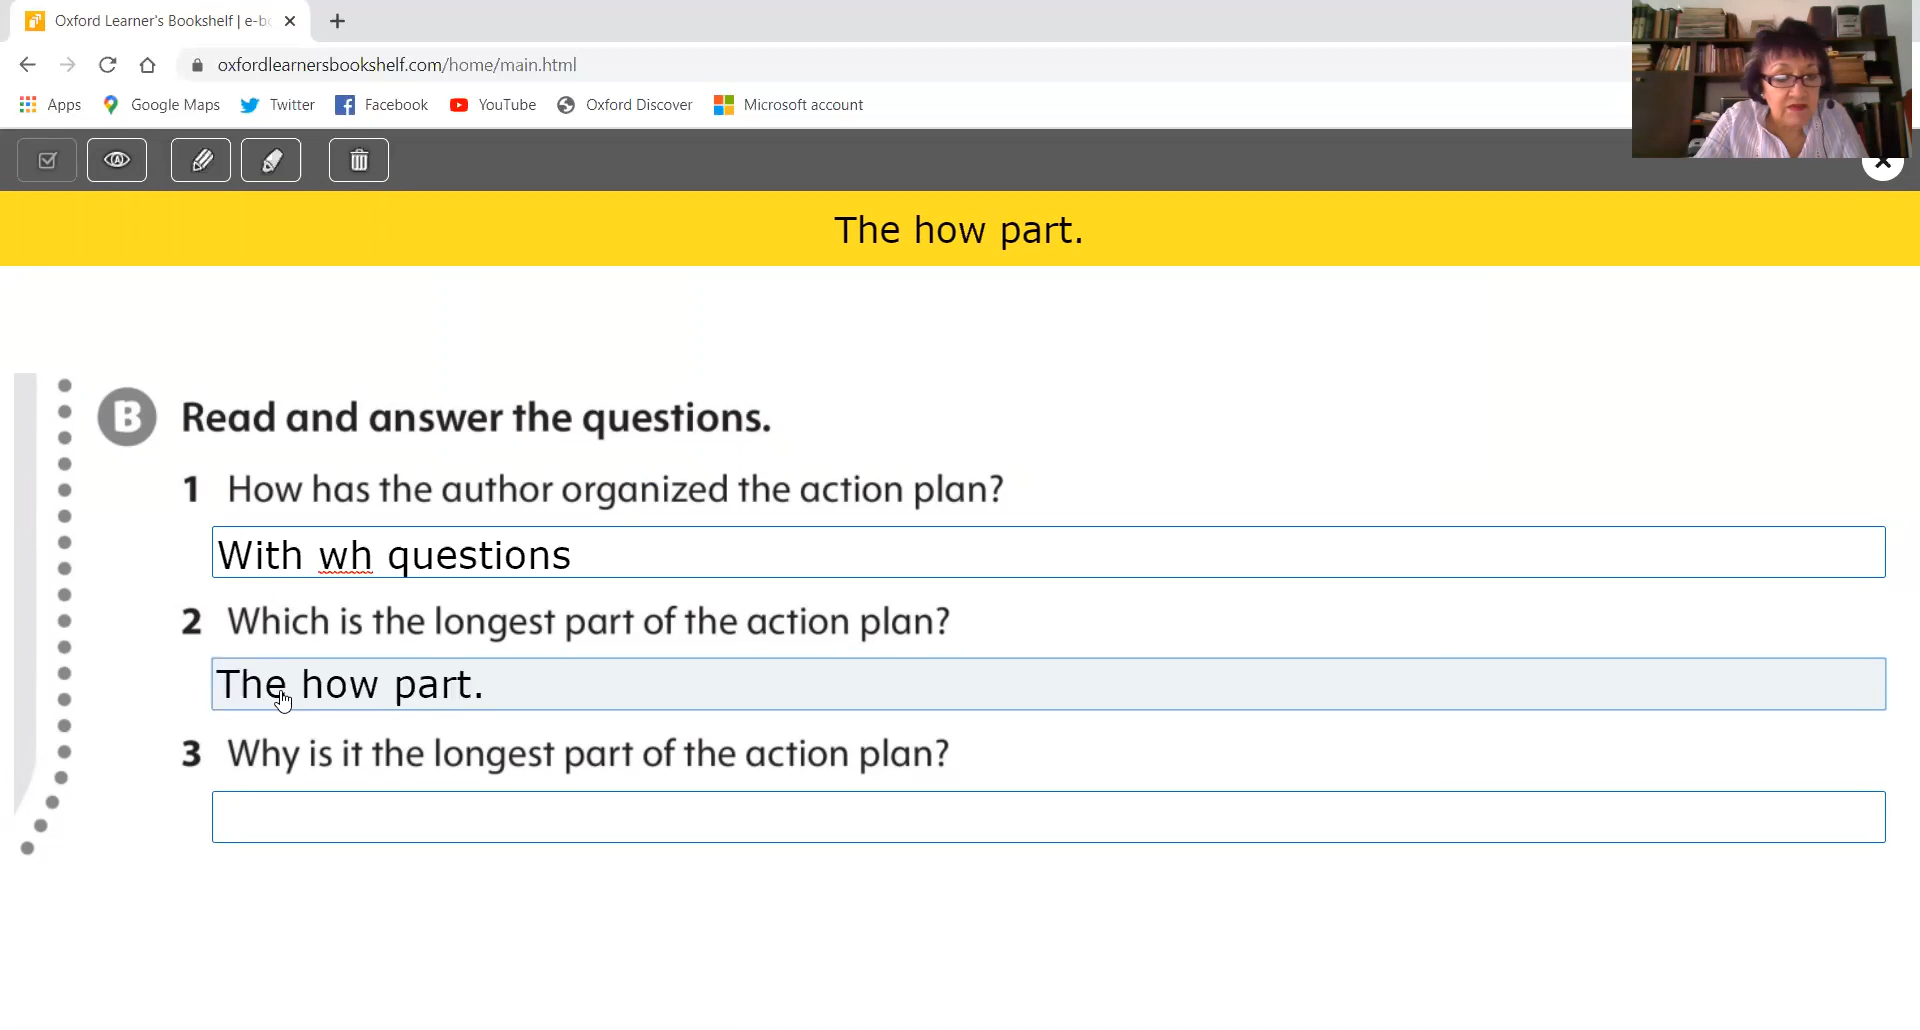 Oxford Learner's Bookshelf | e-bo
oxfordlearnersbookshelf.com/home/main.html
Apps Google Maps Twitter Facebook YouTube Oxford Discover Microsoft account
The how part.
B Read and answer the questions.
1 How has the author organized the action plan?
With wh questions
2 Which is the longest part of the action plan?
The how part.
3 Why is it the longest part of the action plan?